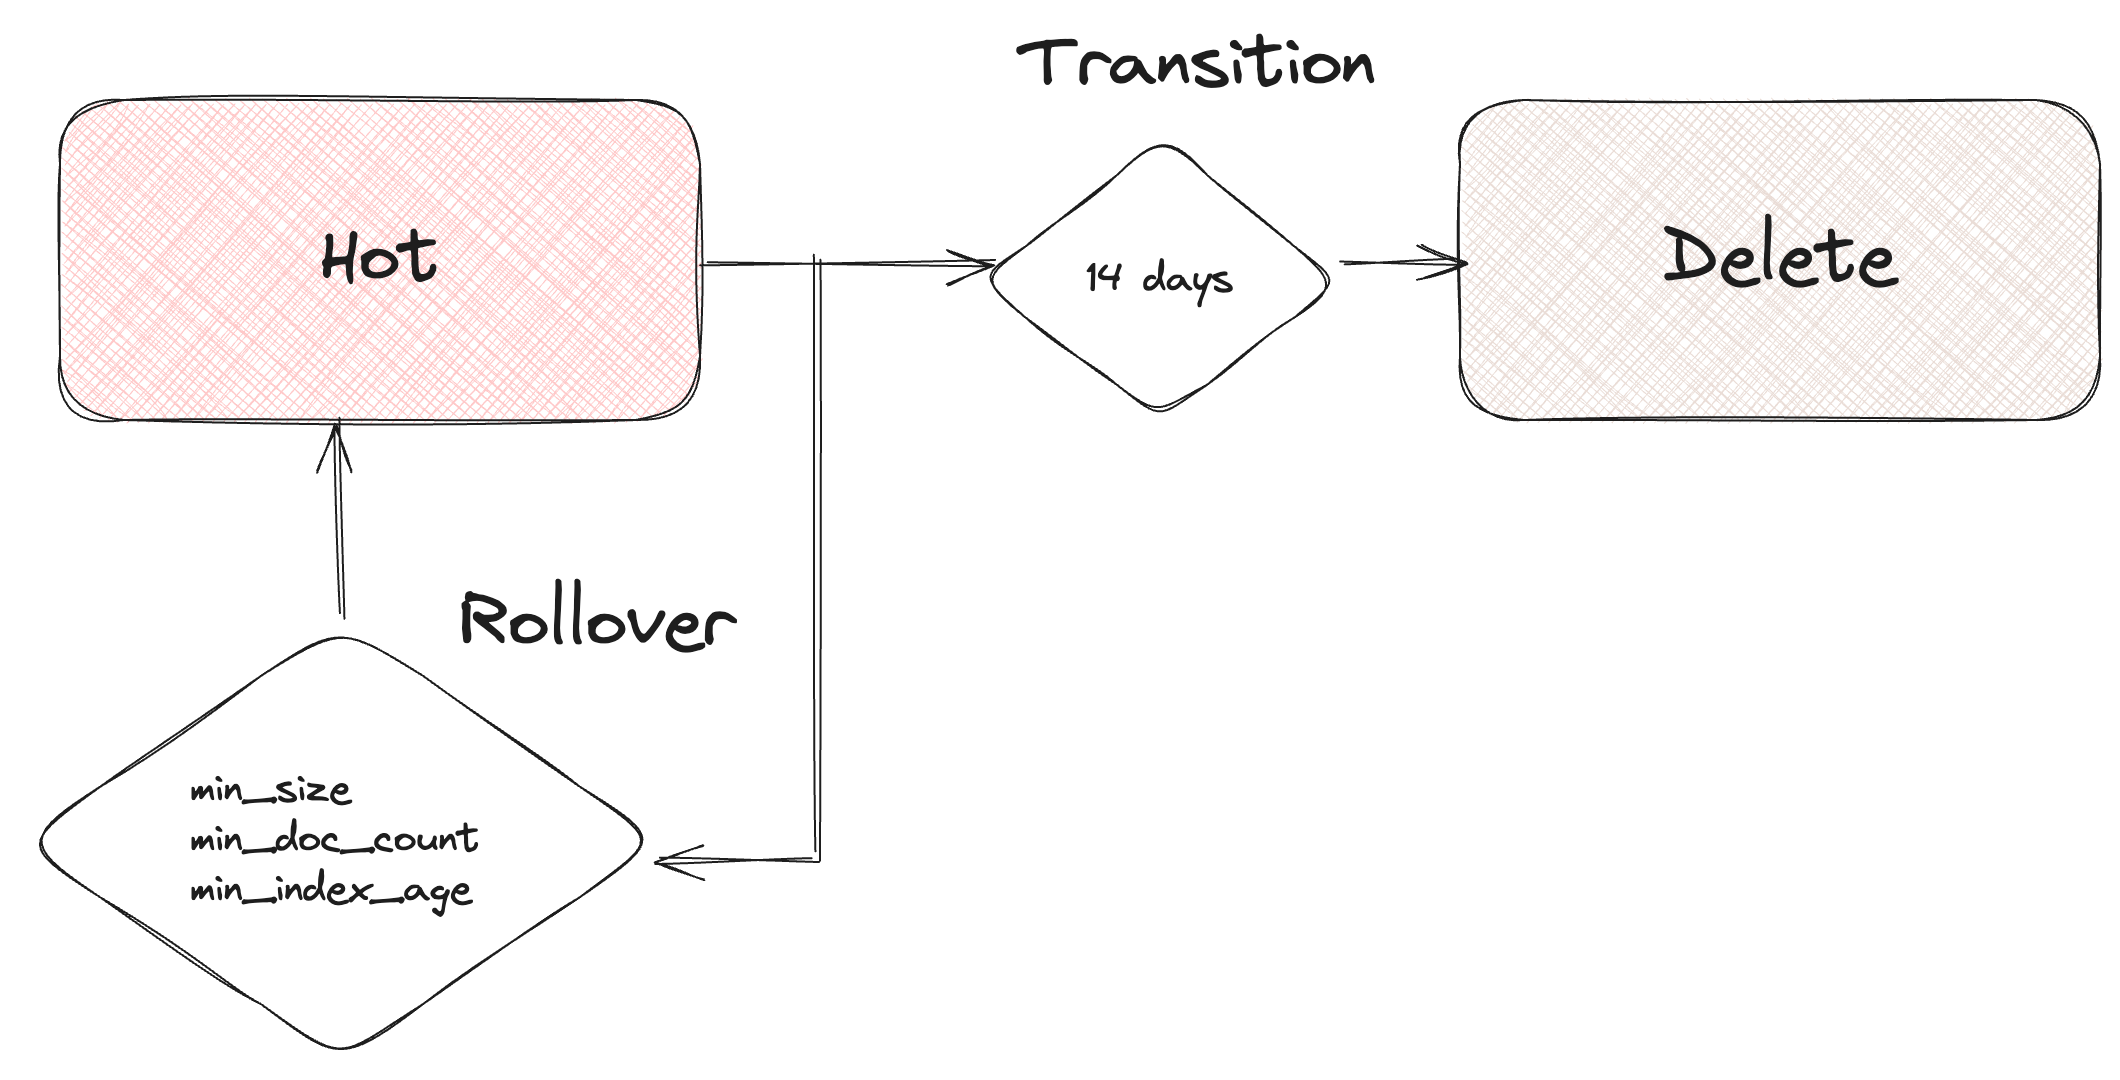 Transition
Hot
14 days
Delete
Rollover
min_size
min_doc_count
min_index_age